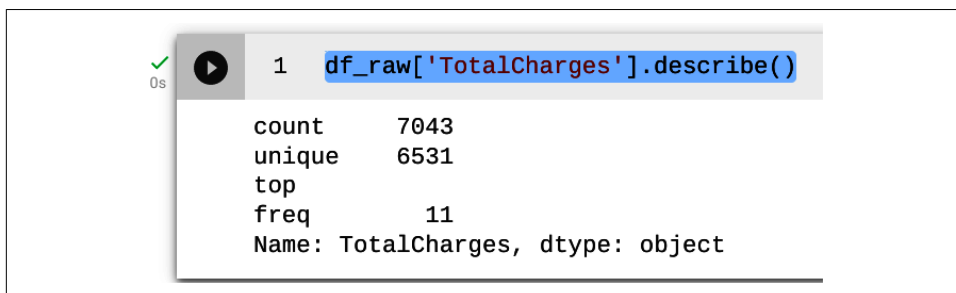 1 df_raw['TotalCharges'].describe()
0s
count 7043
unique 6531
top
freq 11
Name: TotalCharges, dtype: object